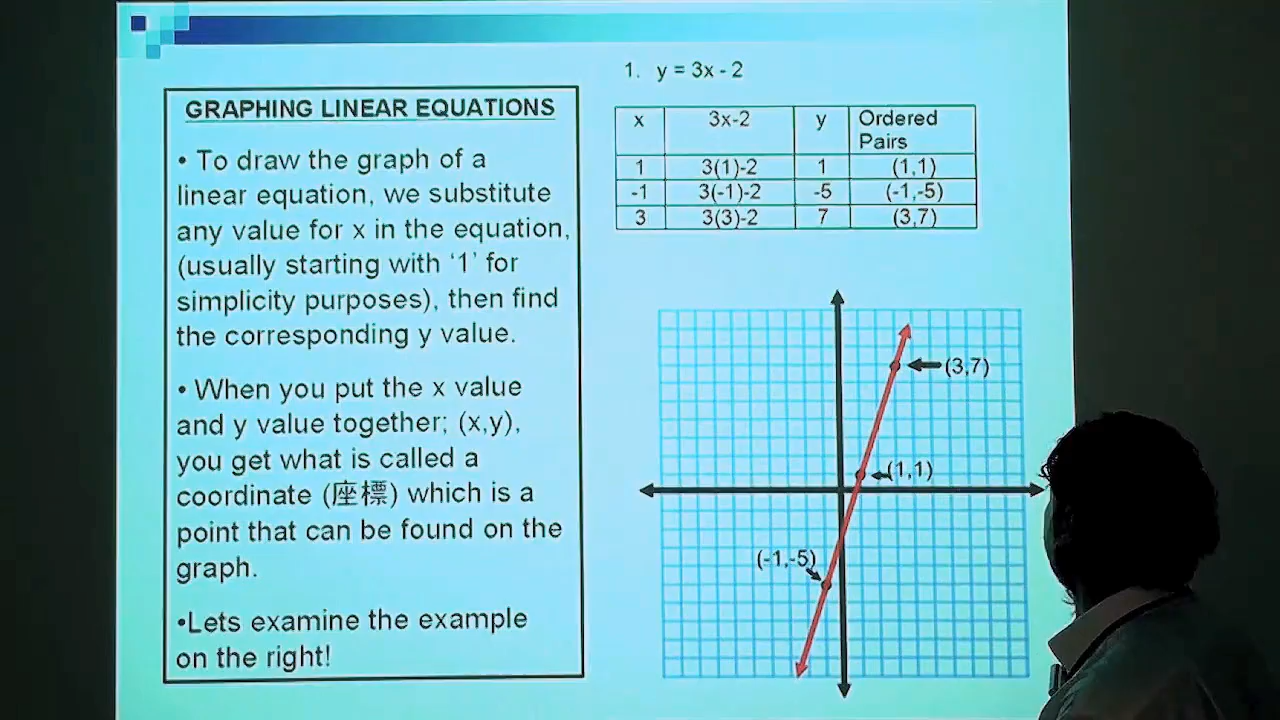 GRAPHING LINEAR EQUATIONS
• To draw the graph of a
linear equation, we substitute
any value for x in the equation,
(usually starting with ‘1’ for
simplicity purposes), then find
the corresponding y value.
• When you put the x value
and y value together; (x,y),
you get what is called a
coordinate (座標) which is a
point that can be found on the
graph.
•Lets examine the example
on the right!
1. y = 3x - 2
x 3x-2 y Ordered
Pairs
1 3(1)-2 1 (1,1)
-1 3(-1)-2 -5 (-1,-5)
3 3(3)-2 7 (3,7)
(3,7)
(1,1)
(-1,-5)